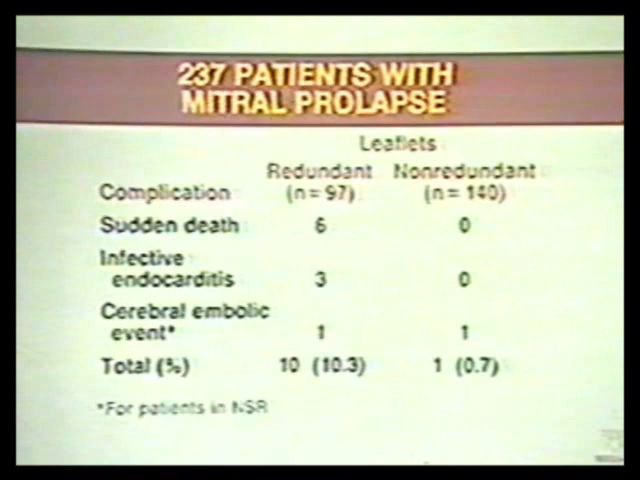 237 PATIENTS WITH
MITRAL PROLAPSE
Leaflets
Redundant Nonredundant
Complication (n = 97) (n = 140)
Sudden death 6 0
Infective
endocarditis 3 0
Cerebral embolic
event* 1 1
Total (%) 10 (10.3) 1 (0.7)
*For patients in NSR